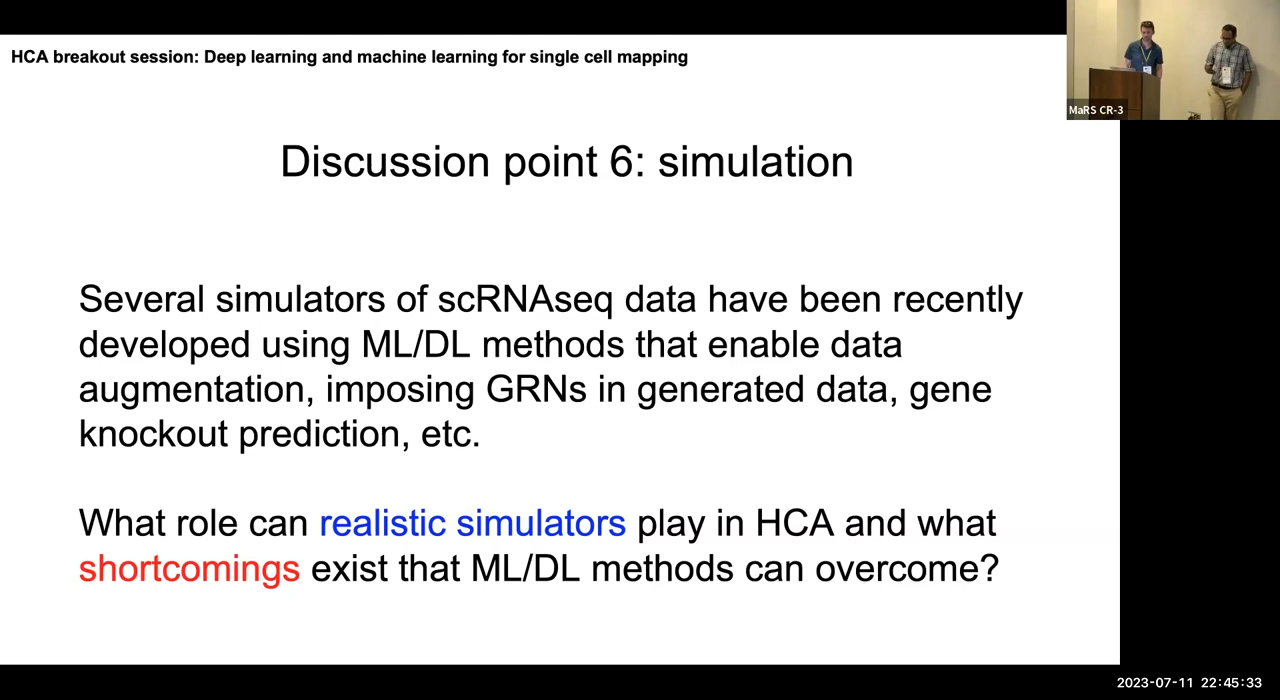 HCA breakout session: Deep learning and machine learning for single cell mapping
MaRS CR-3
Discussion point 6: simulation
Several simulators of scRNAseq data have been recently
developed using ML/DL methods that enable data
augmentation, imposing GRNs in generated data, gene
knockout prediction, etc.
What role can realistic simulators play in HCA and what
shortcomings exist that ML/DL methods can overcome?
2023-07-11 22:45:33